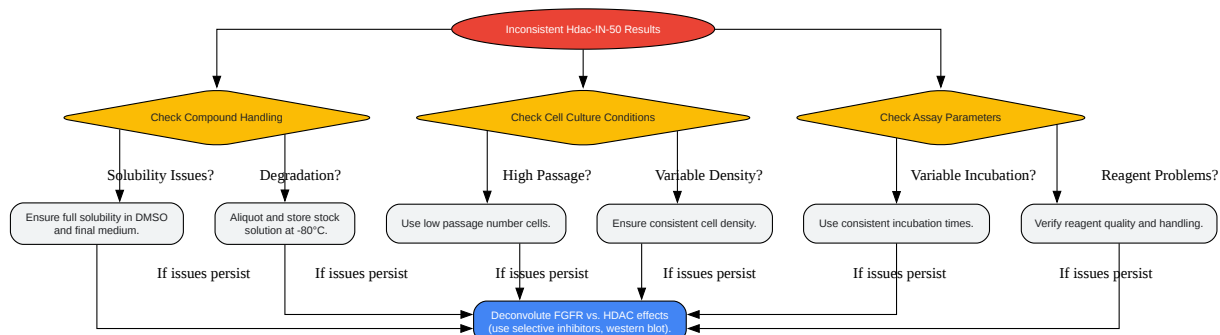 Inconsistent Hdac-IN-50 Results
Check Compound Handling
Check Cell Culture Conditions
Check Assay Parameters
Solubility Issues?
Degradation?
High Passage?
Variable Density?
Variable Incubation?
Reagent Problems?
Ensure full solubility in DMSO
and final medium.
Aliquot and store stock
solution at -80°C.
Use low passage number cells.
Ensure consistent cell density.
Use consistent incubation times.
Verify reagent quality and handling.
If issues persist
If issues persist
If issues persist
If issues persist
If issues persist
If issues persist
Deconvolute FGFR vs. HDAC effects
(use selective inhibitors, western blot).